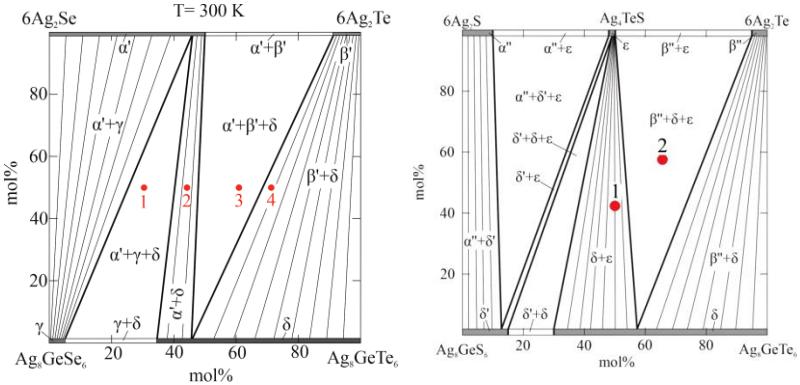 T= 300 K
6Ag₂Se
6Ag₂Te
α'
α'+β'
β'
80
α'+γ
α'+β'+δ
60
mol%
β'+δ
1
2
3
4
40
α'+γ+δ
20
α'+δ
γ
γ+δ
δ
Ag₈GeSe₆
20
40
60
80
Ag₈GeTe₆
mol%
6Ag₂S
Ag₄TeS
6Ag₂Te
α"
α"+ε
ε
β"+ε
β"
80
α"+δ'+ε
β"+δ+ε
δ'+δ+ε
60
2
mol%
δ'+ε
1
40
α"+δ'
δ+ε
β"+δ
20
δ'
δ'+δ
δ
Ag₈GeS₆
20
40
60
80
Ag₈GeTe₆
mol%